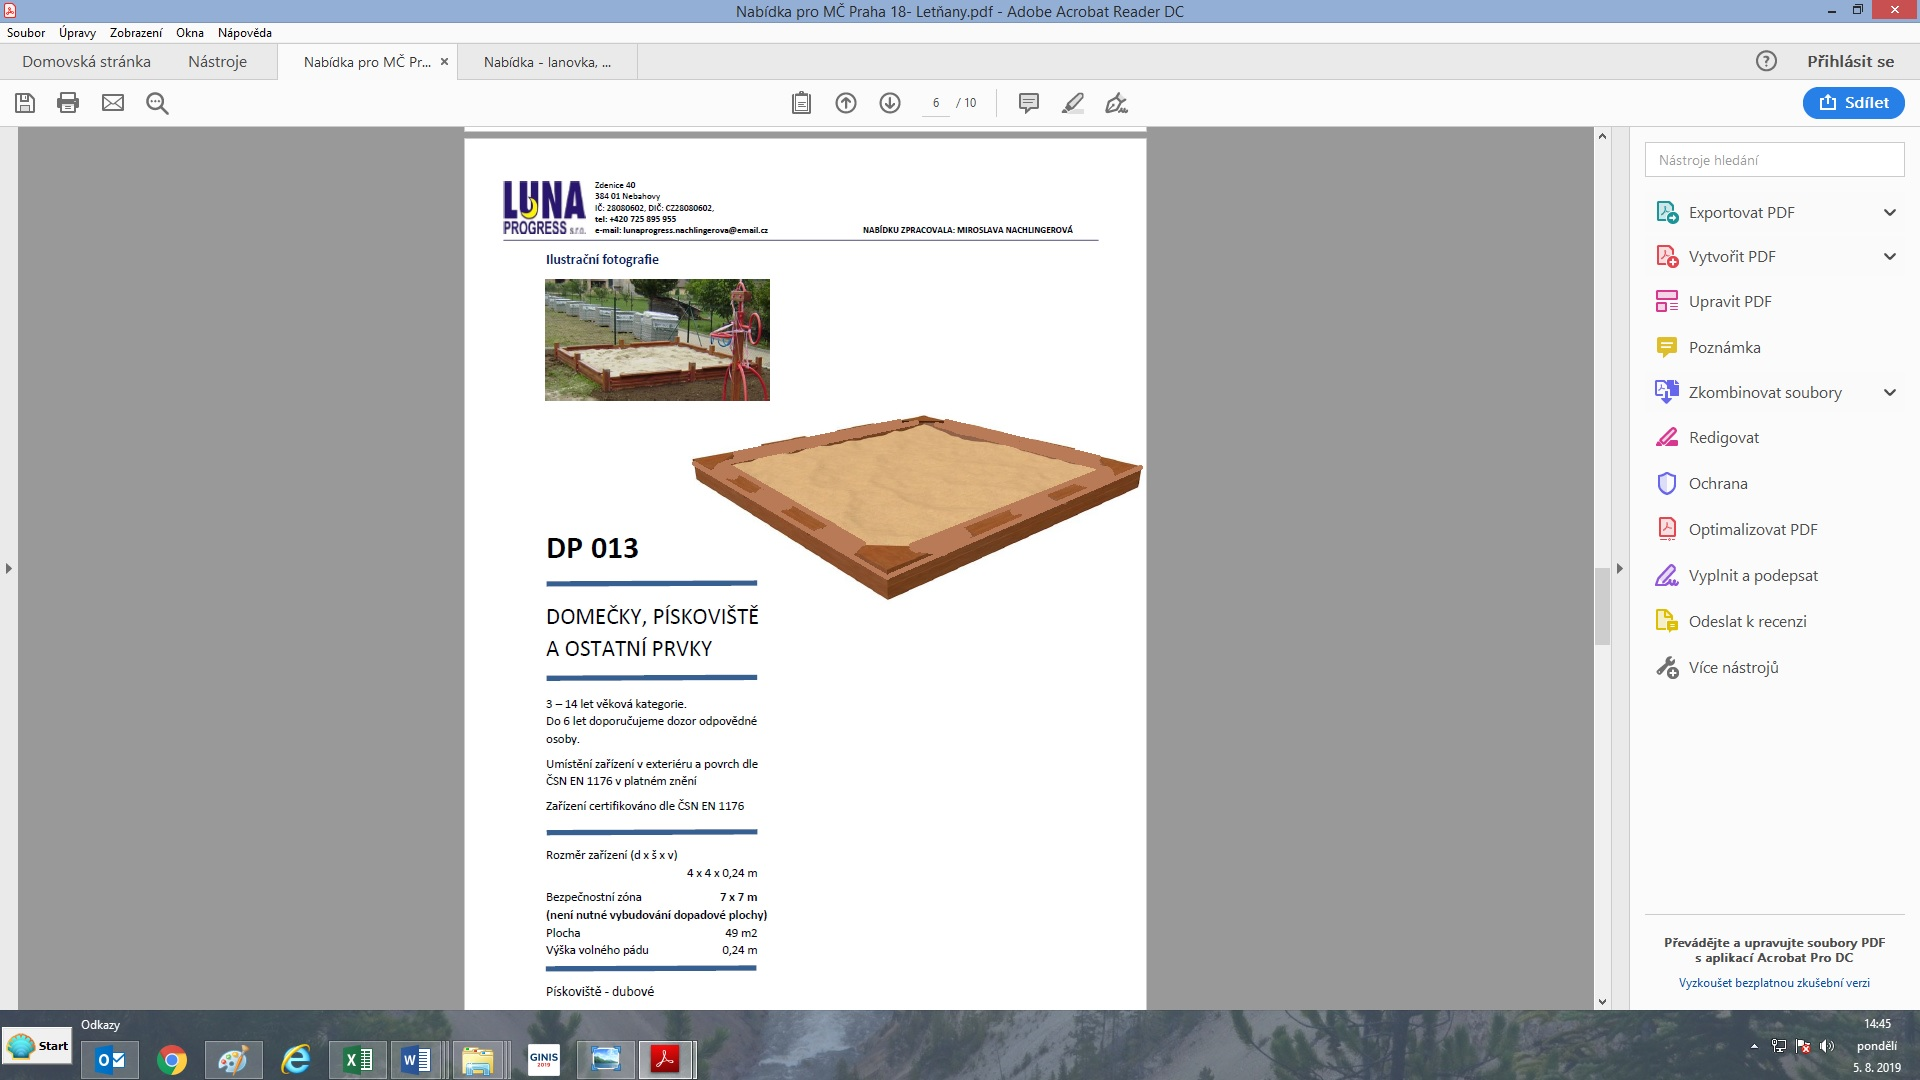 Nabídka pro MČ Praha 18- Letňany.pdf - Adobe Acrobat Reader DC
Soubor Úpravy Zobrazení Okna Nápověda
Domovská stránka Nástroje Nabídka pro MČ Pr... × Nabídka - lanovka, ... ? Přihlásit se
6 / 10 Sdílet
LUNA
PROGRESS s.r.o.
Zdenice 40
384 01 Nebahovy
IČ: 28080602, DIČ: CZ28080602,
tel: +420 725 895 955
e-mail: lunaprogress.nachlingerova@email.cz NABÍDKU ZPRACOVALA: MIROSLAVA NACHLINGEROVÁ
Ilustrační fotografie
DP 013
DOMEČKY, PÍSKOVIŠTĚ
A OSTATNÍ PRVKY
3 – 14 let věková kategorie.
Do 6 let doporučujeme dozor odpovědné
osoby.
Umístění zařízení v exteriéru a povrch dle
ČSN EN 1176 v platném znění
Zařízení certifikováno dle ČSN EN 1176
Rozměr zařízení (d x š x v)
4 x 4 x 0,24 m
Bezpečnostní zóna 7 x 7 m
(není nutné vybudování dopadové plochy)
Plocha 49 m2
Výška volného pádu 0,24 m
Pískoviště - dubové
Nástroje hledání
Exportovat PDF
Vytvořit PDF
Upravit PDF
Poznámka
Zkombinovat soubory
Redigovat
Ochrana
Optimalizovat PDF
Vyplnit a podepsat
Odeslat k recenzi
Více nástrojů
Převádějte a upravujte soubory PDF
s aplikací Acrobat Pro DC
Vyzkoušet bezplatnou zkušební verzi
Start
Odkazy
GINIS
2019
14:45
pondělí
5. 8. 2019